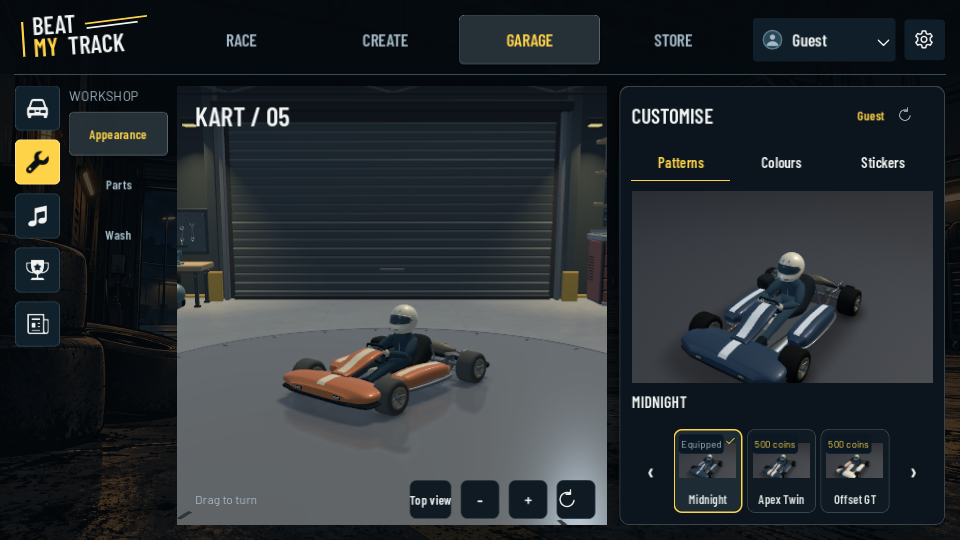 BEAT
MY TRACK
RACE
CREATE
GARAGE
STORE
Guest
WORKSHOP
Appearance
Parts
Wash
KART / 05
Drag to turn
Top view
-
+
CUSTOMISE
Guest
Patterns
Colours
Stickers
MIDNIGHT
‹
Equipped
Midnight
500 coins
Apex Twin
500 coins
Offset GT
›